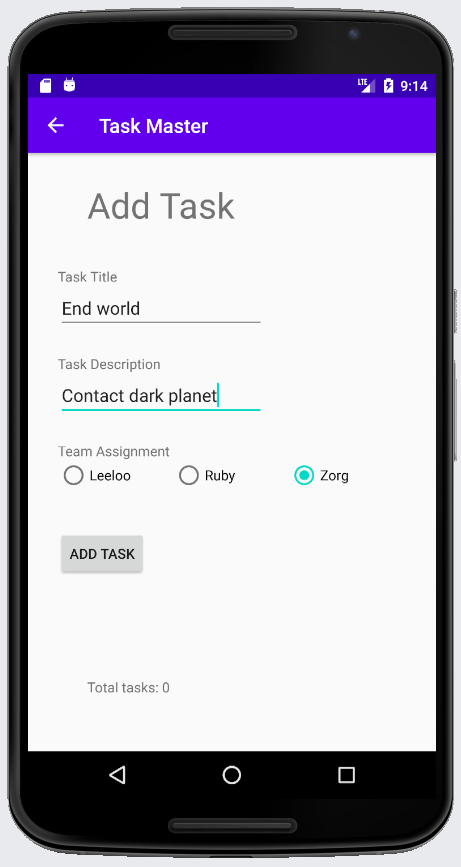 LTE 9:14
Task Master
Add Task
Task Title
End world
Task Description
Contact dark planet
Team Assignment
Leeloo Ruby Zorg
ADD TASK
Total tasks: 0